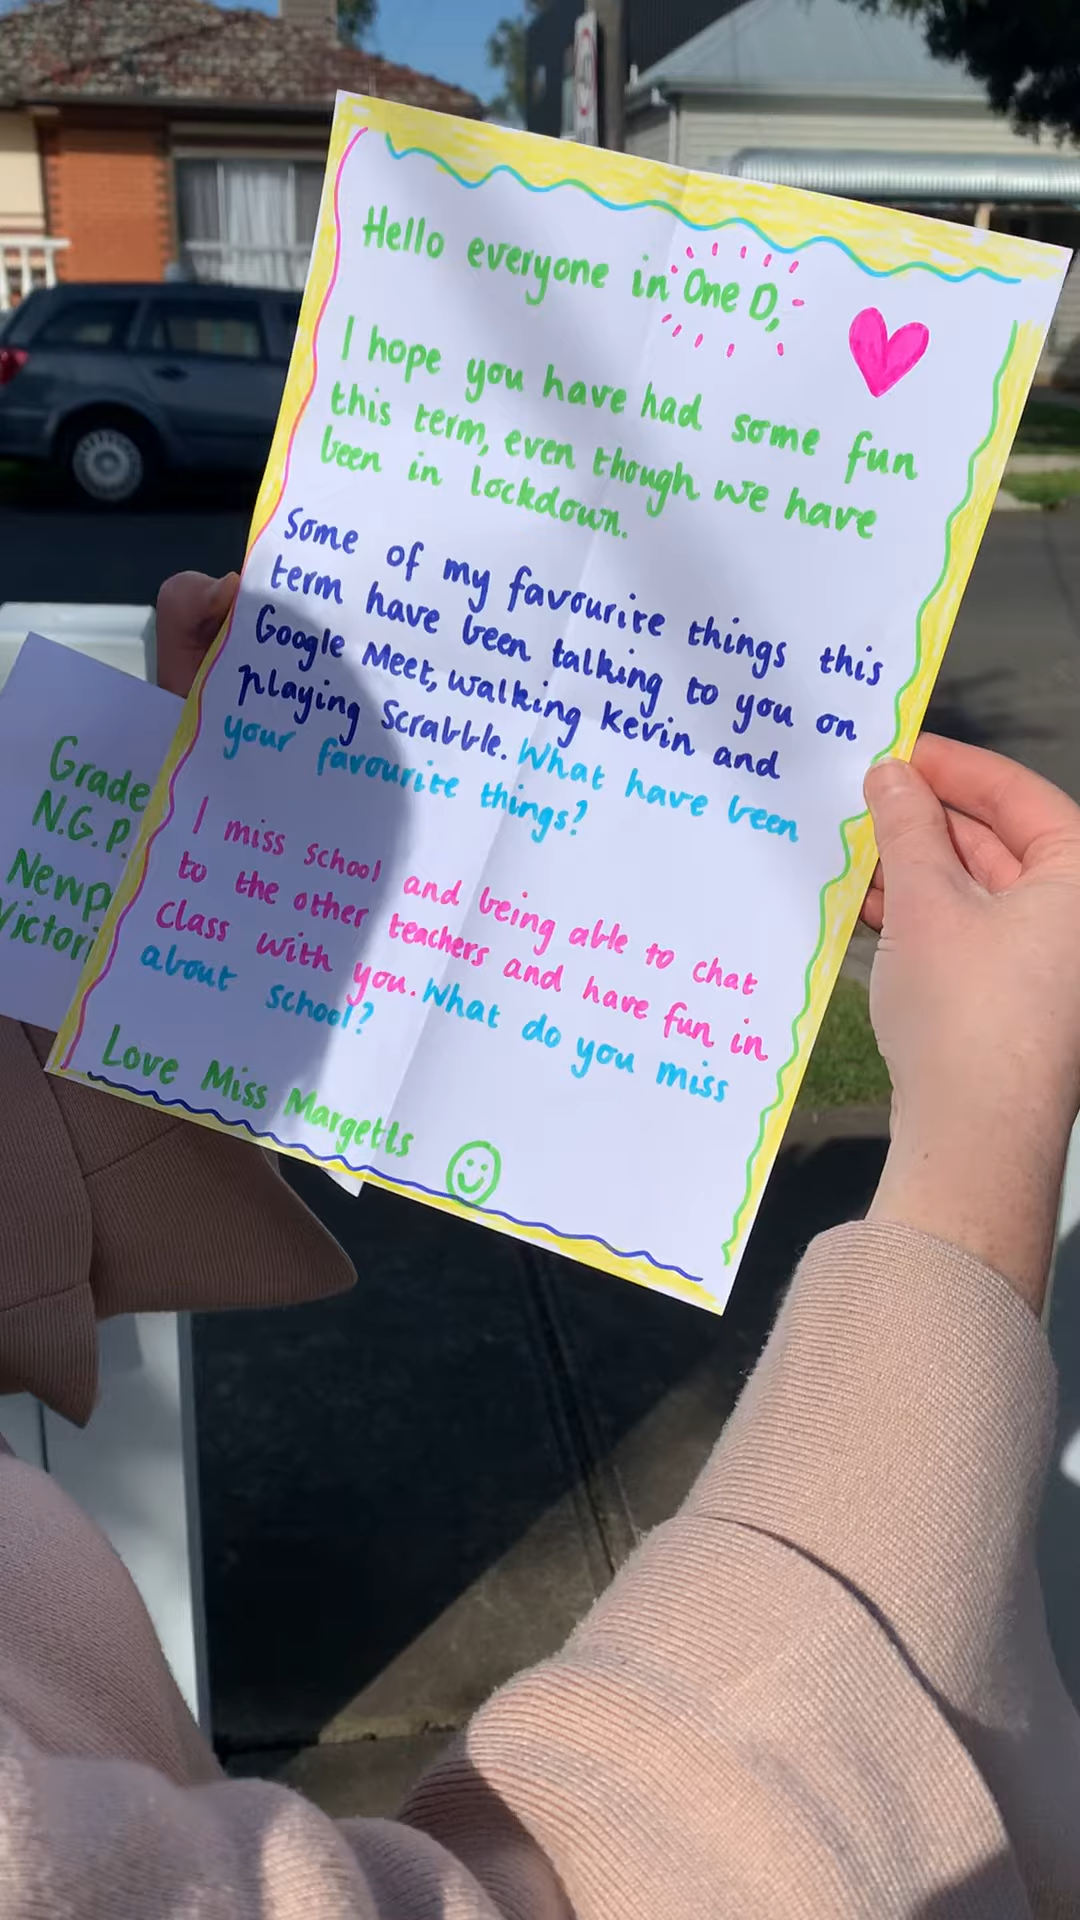 Hello everyone in One D,
I hope you have had some fun
this term, even though we have
been in lockdown.
Some of my favourite things this
term have been talking to you on
Google Meet, walking Kevin and
playing Scrabble. What have been
your favourite things?
I miss school and being able to chat
to the other teachers and have fun in
class with you. What do you miss
about school?
Love Miss Margetts
Grade
N.G.P.
Newp
Victori